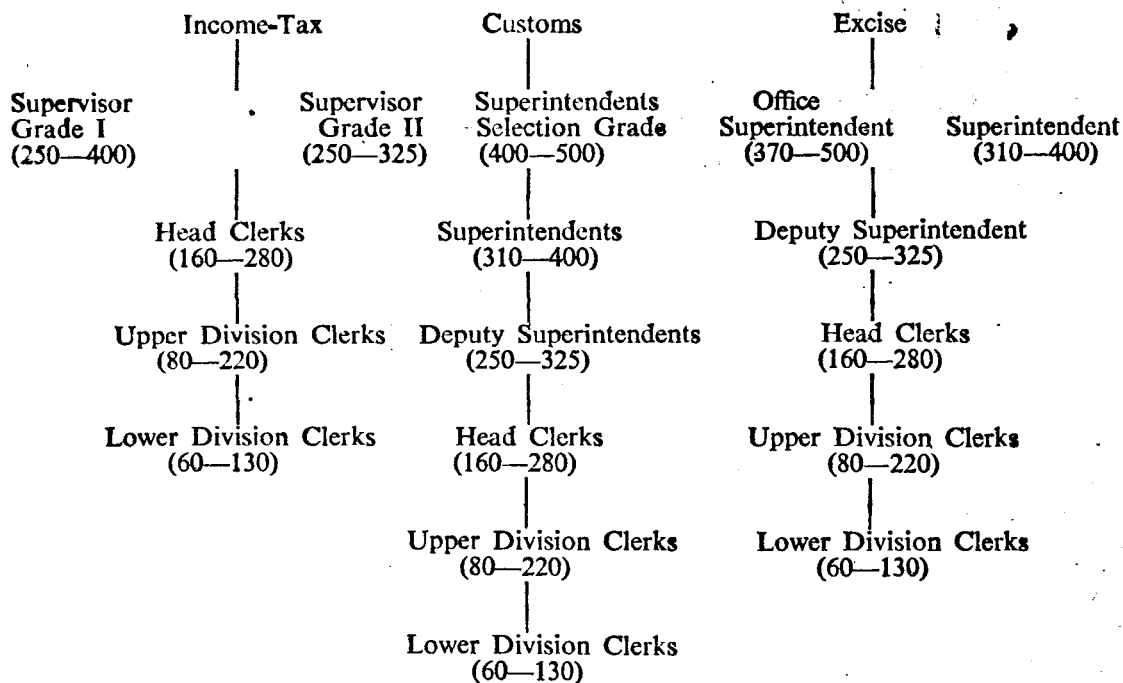 Income-Tax Customs Excise
Supervisor Grade I (250—400)
Supervisor Grade II (250—325)
Superintendents Selection Grade (400—500)
Office Superintendent (370—500)
Superintendent (310—400)
Head Clerks (160—280)
Superintendents (310—400)
Deputy Superintendent (250—325)
Upper Division Clerks (80—220)
Deputy Superintendents (250—325)
Head Clerks (160—280)
Lower Division Clerks (60—130)
Head Clerks (160—280)
Upper Division Clerks (80—220)
Upper Division Clerks (80—220)
Lower Division Clerks (60—130)
Lower Division Clerks (60—130)